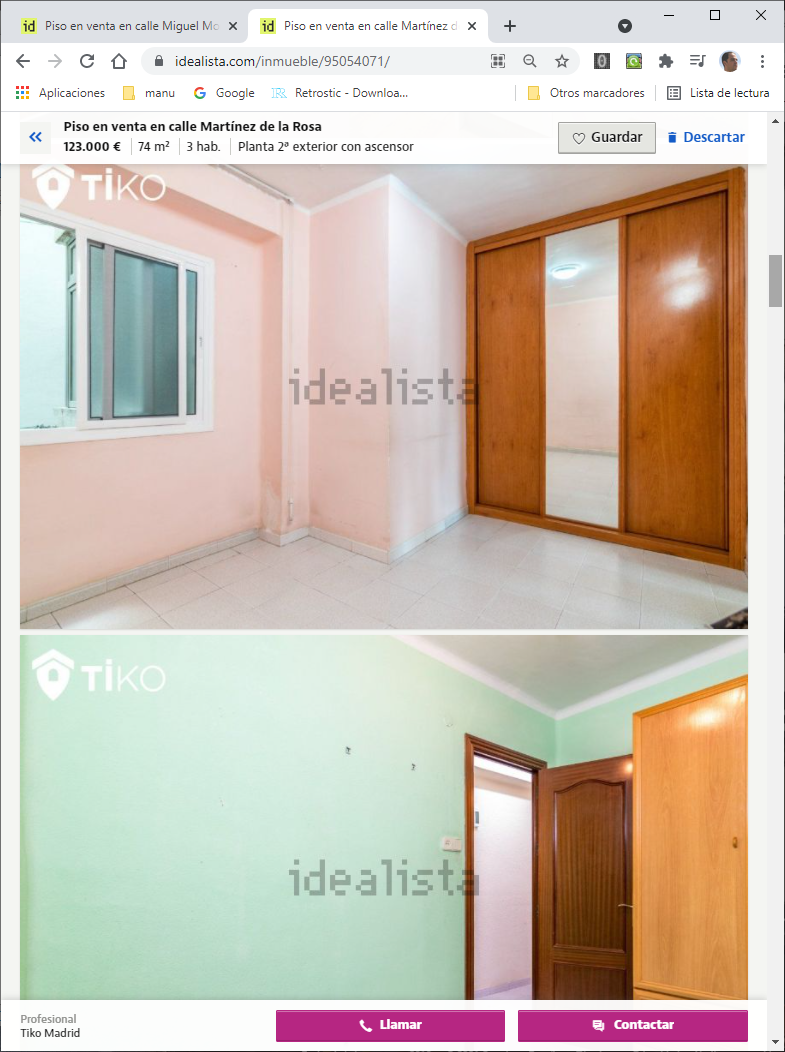 Piso en venta en calle Miguel Mo
Piso en venta en calle Martínez d
idealista.com/inmueble/95054071/
Aplicaciones manu Google Retrostic - Downloa... Otros marcadores Lista de lectura
Piso en venta en calle Martínez de la Rosa
123.000 € 74 m² 3 hab. Planta 2ª exterior con ascensor
Guardar Descartar
TiKO
idealista
TiKO
idealista
Profesional
Tiko Madrid
Llamar Contactar